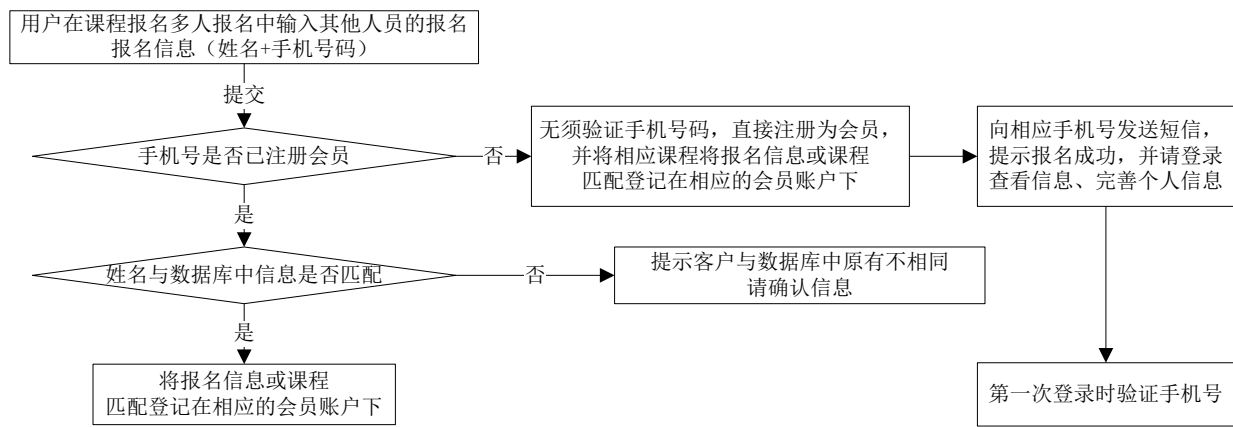 用户在课程报名多人报名中输入其他人员的报名
报名信息（姓名+手机号码）
提交
手机号是否已注册会员
否
无须验证手机号码，直接注册为会员，
并将相应课程将报名信息或课程
匹配登记在相应的会员账户下
向相应手机号发送短信，
提示报名成功，并请登录
查看信息、完善个人信息
是
姓名与数据库中信息是否匹配
否
提示客户与数据库中原有不相同
请确认信息
是
将报名信息或课程
匹配登记在相应的会员账户下
第一次登录时验证手机号